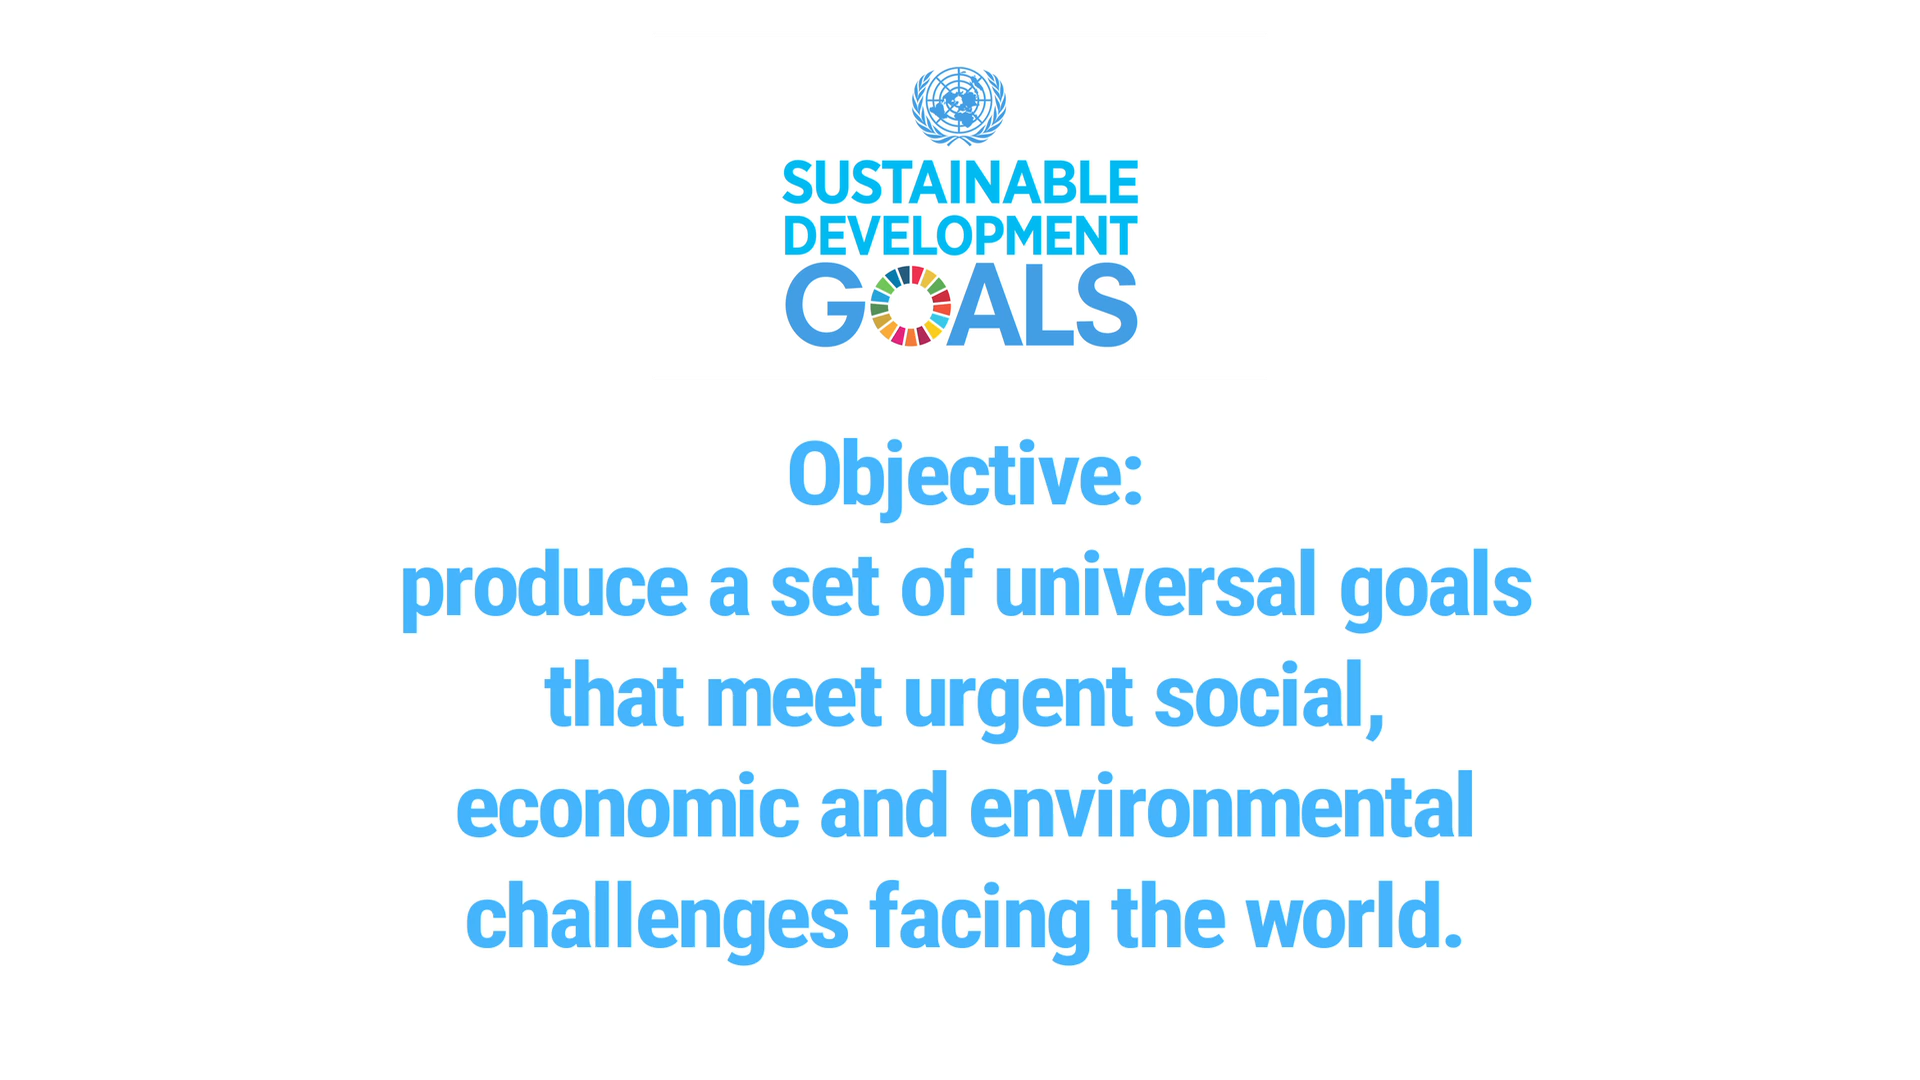 SUSTAINABLE
DEVELOPMENT
GOALS
Objective:
produce a set of universal goals
that meet urgent social,
economic and environmental
challenges facing the world.